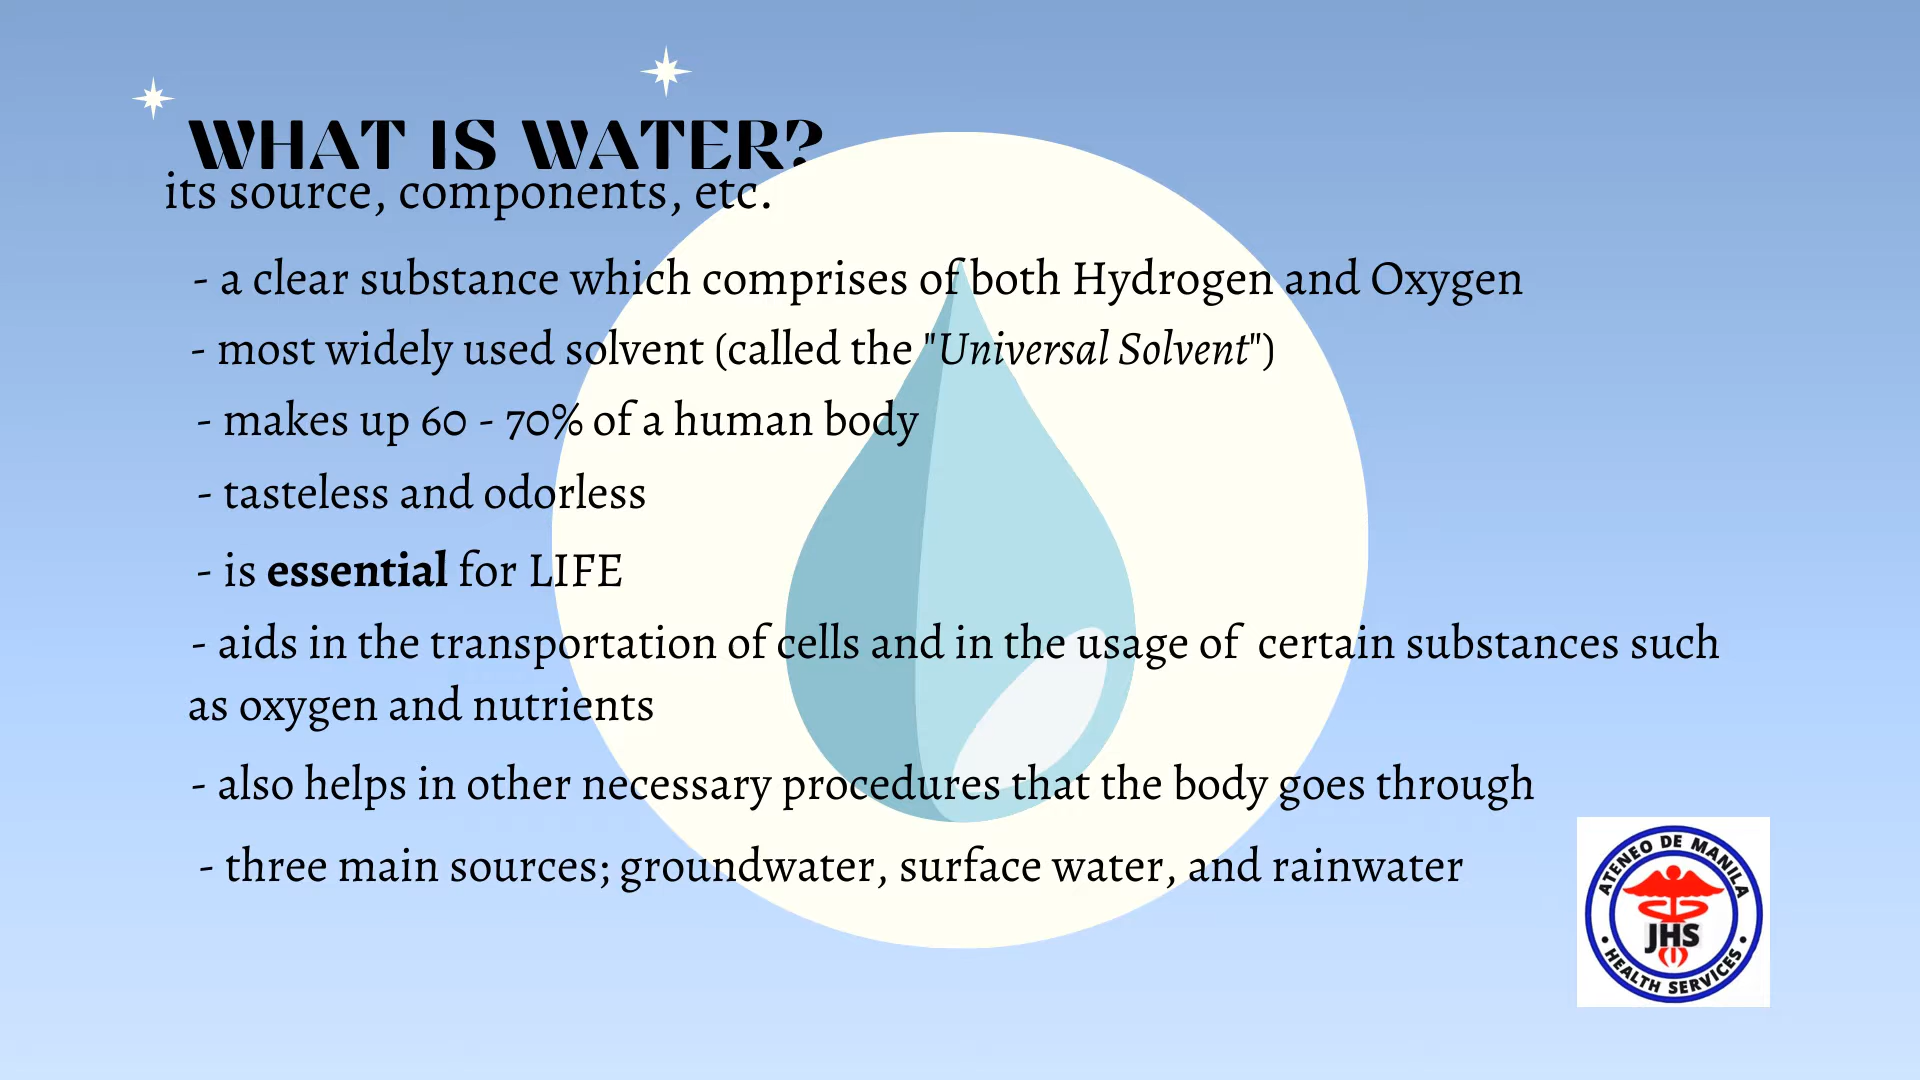 WHAT IS WATER?
its source, components, etc.
- a clear substance which comprises of both Hydrogen and Oxygen
- most widely used solvent (called the "Universal Solvent")
- makes up 60 - 70% of a human body
- tasteless and odorless
- is essential for LIFE
- aids in the transportation of cells and in the usage of  certain substances such
as oxygen and nutrients
- also helps in other necessary procedures that the body goes through
- three main sources; groundwater, surface water, and rainwater
ATENEO DE MANILA
JHS
• HEALTH SERVICES •